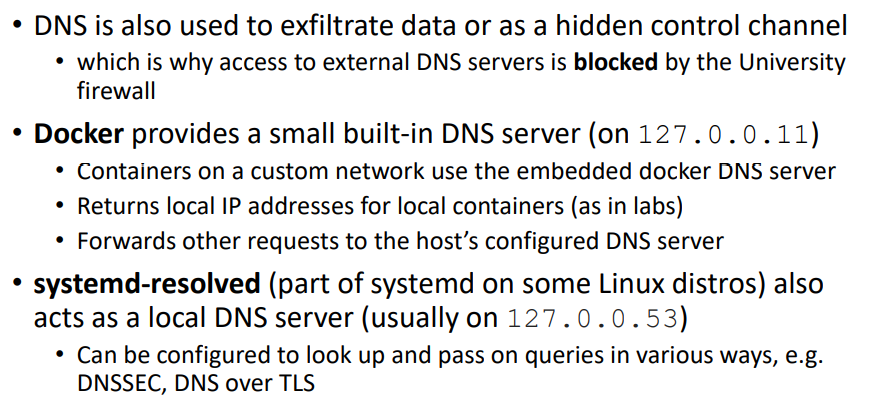 • DNS is also used to exfiltrate data or as a hidden control channel
• which is why access to external DNS servers is blocked by the University
firewall
• Docker provides a small built-in DNS server (on 127.0.0.11)
• Containers on a custom network use the embedded docker DNS server
• Returns local IP addresses for local containers (as in labs)
• Forwards other requests to the host's configured DNS server
• systemd-resolved (part of systemd on some Linux distros) also
acts as a local DNS server (usually on 127.0.0.53)
• Can be configured to look up and pass on queries in various ways, e.g.
DNSSEC, DNS over TLS